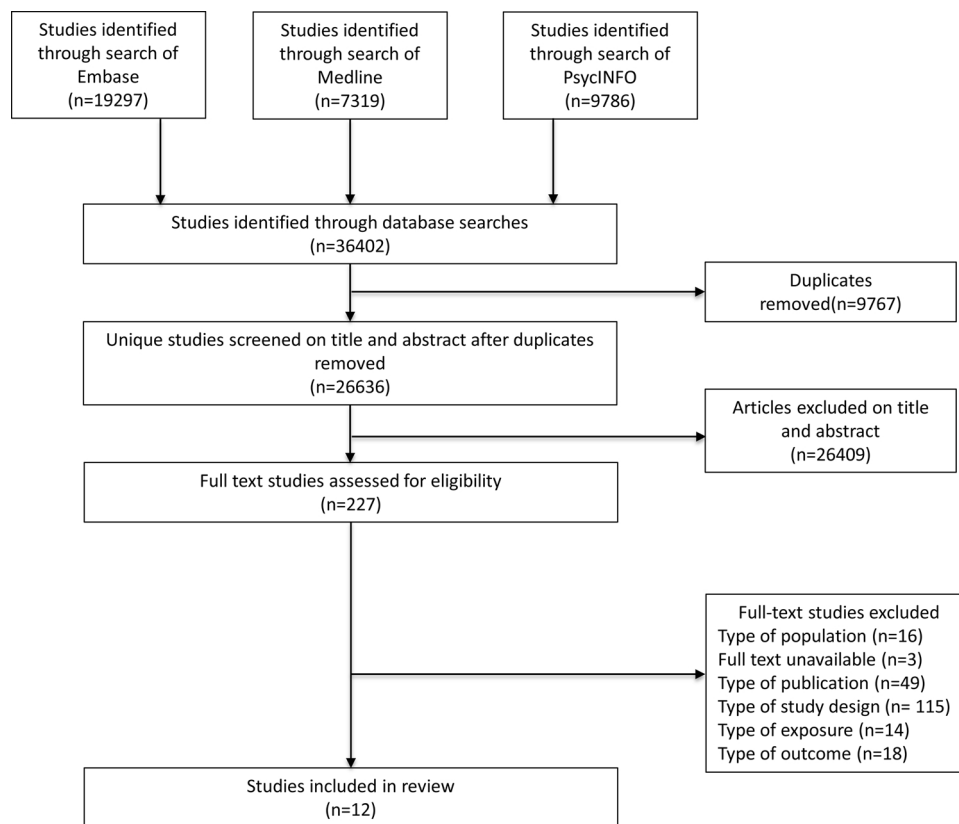 Studies identified
through search of
Embase
(n=19297)
Studies identified
through search of
Medline
(n=7319)
Studies identified
through search
of PsycINFO
(n=9786)
Studies identified through database searches
(n=36402)
Duplicates
removed(n=9767)
Unique studies screened on title and abstract after duplicates
removed
(n=26636)
Articles excluded on title
and abstract
(n=26409)
Full text studies assessed for eligibility
(n=227)
Full-text studies excluded
Type of population (n=16)
Full text unavailable (n=3)
Type of publication (n=49)
Type of study design (n= 115)
Type of exposure (n=14)
Type of outcome (n=18)
Studies included in review
(n=12)